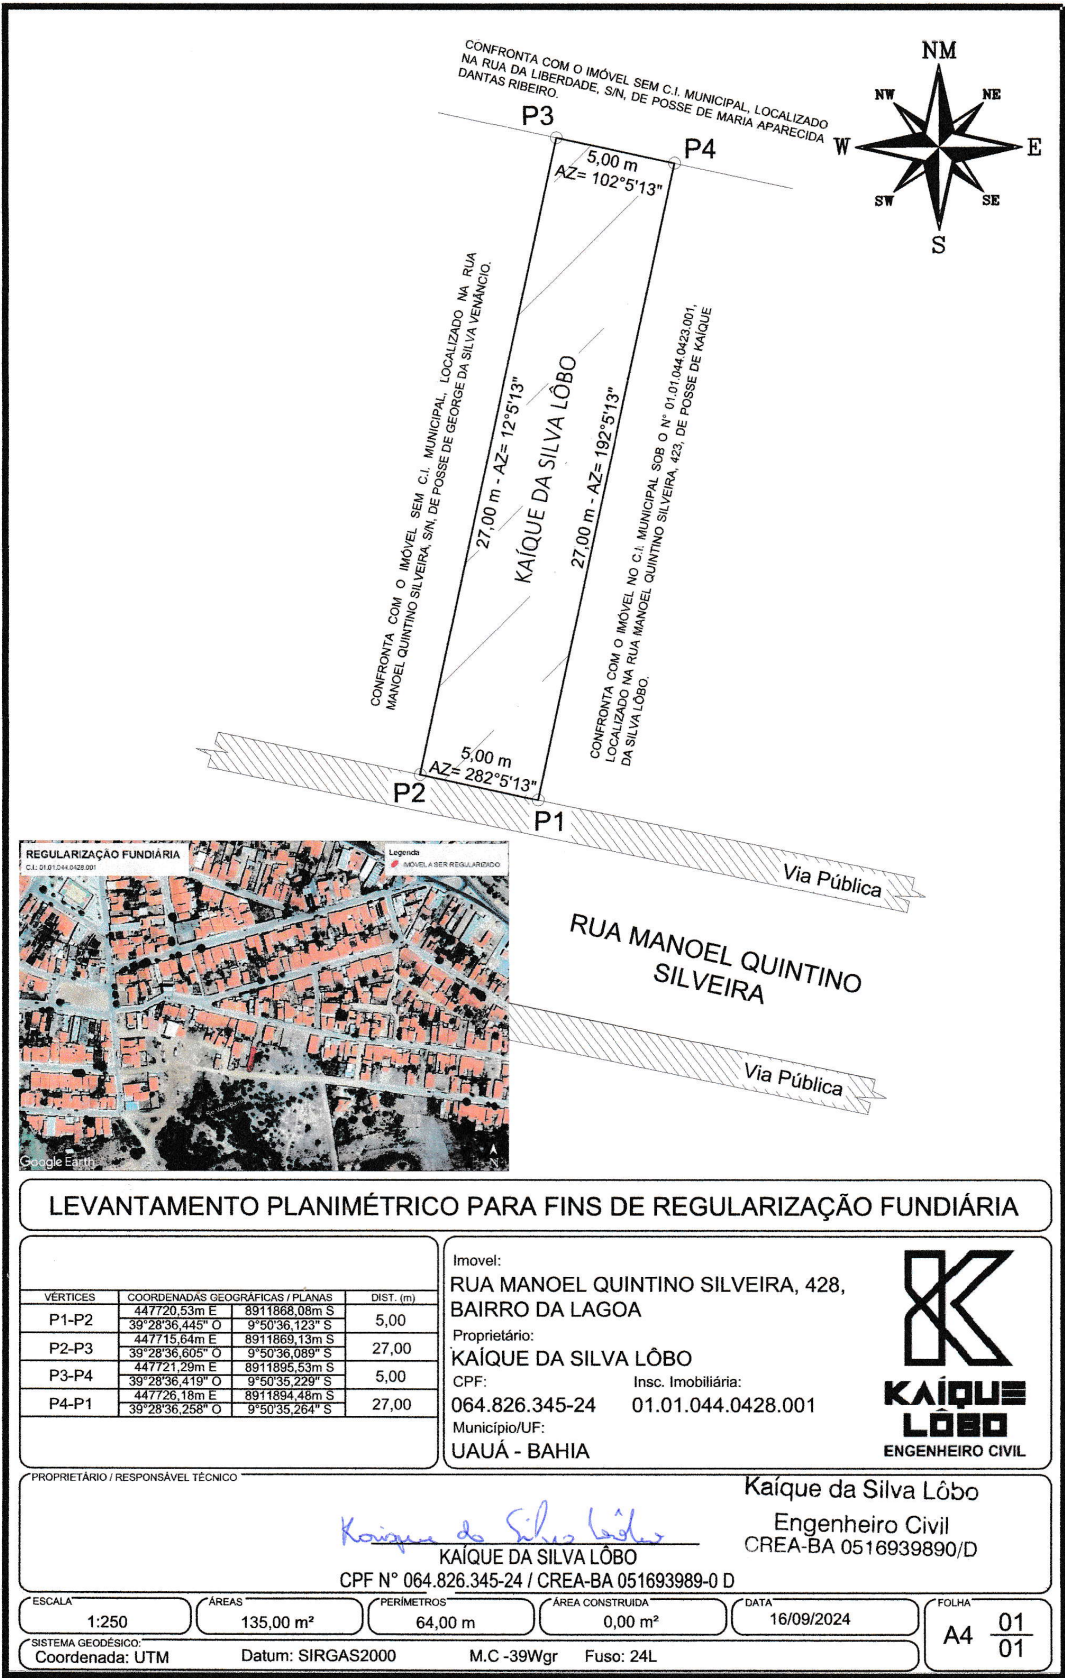 CONFRONTA COM O IMÓVEL SEM C.I. MUNICIPAL, LOCALIZADO
NA RUA DA LIBERDADE, S/N, DE POSSE DE MARIA APARECIDA
DANTAS RIBEIRO.
NM
NW
NE
W
E
SW
SE
S
P3
P4
5,00 m
AZ= 102°5'13"
CONFRONTA COM O IMÓVEL SEM C.I. MUNICIPAL, LOCALIZADO NA RUA
MANOEL QUINTINO SILVEIRA, S/N, DE POSSE DE GEORGE DA SILVA VENÂNCIO.
27,00 m - AZ= 12°5'13"
KAÍQUE DA SILVA LÔBO
27,00 m - AZ= 192°5'13"
CONFRONTA COM O IMÓVEL NO C.I. MUNICIPAL SOB O N° 01.01.044.0423.001,
LOCALIZADO NA RUA MANOEL QUINTINO SILVEIRA, 423, DE POSSE DE KAÍQUE
DA SILVA LÔBO.
5,00 m
AZ= 282°5'13"
P2
P1
Via Pública
RUA MANOEL QUINTINO
SILVEIRA
Via Pública
REGULARIZAÇÃO FUNDIÁRIA
C.I.: 01.01.044.0428.001
Legenda
IMÓVEL A SER REGULARIZADO
Google Earth
N
LEVANTAMENTO PLANIMÉTRICO PARA FINS DE REGULARIZAÇÃO FUNDIÁRIA
VÉRTICES COORDENADAS GEOGRÁFICAS / PLANAS DIST. (m)
P1-P2 447720,53m E 8911868,08m S 5,00
39°28'36,445" O 9°50'36,123" S
P2-P3 447715,64m E 8911869,13m S 27,00
39°28'36,605" O 9°50'36,089" S
P3-P4 447721,29m E 8911895,53m S 5,00
39°28'36,419" O 9°50'35,229" S
P4-P1 447726,18m E 8911894,48m S 27,00
39°28'36,258" O 9°50'35,264" S
Imovel:
RUA MANOEL QUINTINO SILVEIRA, 428,
BAIRRO DA LAGOA
Proprietário:
KAÍQUE DA SILVA LÔBO
CPF: Insc. Imobiliária:
064.826.345-24 01.01.044.0428.001
Município/UF:
UAUÁ - BAHIA
KAÍQUE
LÔBO
ENGENHEIRO CIVIL
PROPRIETÁRIO / RESPONSÁVEL TÉCNICO
Kaíque da Silva Lôbo
KAÍQUE DA SILVA LÔBO
CPF N° 064.826.345-24 / CREA-BA 051693989-0 D
Kaíque da Silva Lôbo
Engenheiro Civil
CREA-BA 0516939890/D
ESCALA
1:250
ÁREAS
135,00 m²
PERÍMETROS
64,00 m
ÁREA CONSTRUIDA
0,00 m²
DATA
16/09/2024
FOLHA
A4 01
01
SISTEMA GEODÉSICO:
Coordenada: UTM Datum: SIRGAS2000 M.C -39Wgr Fuso: 24L